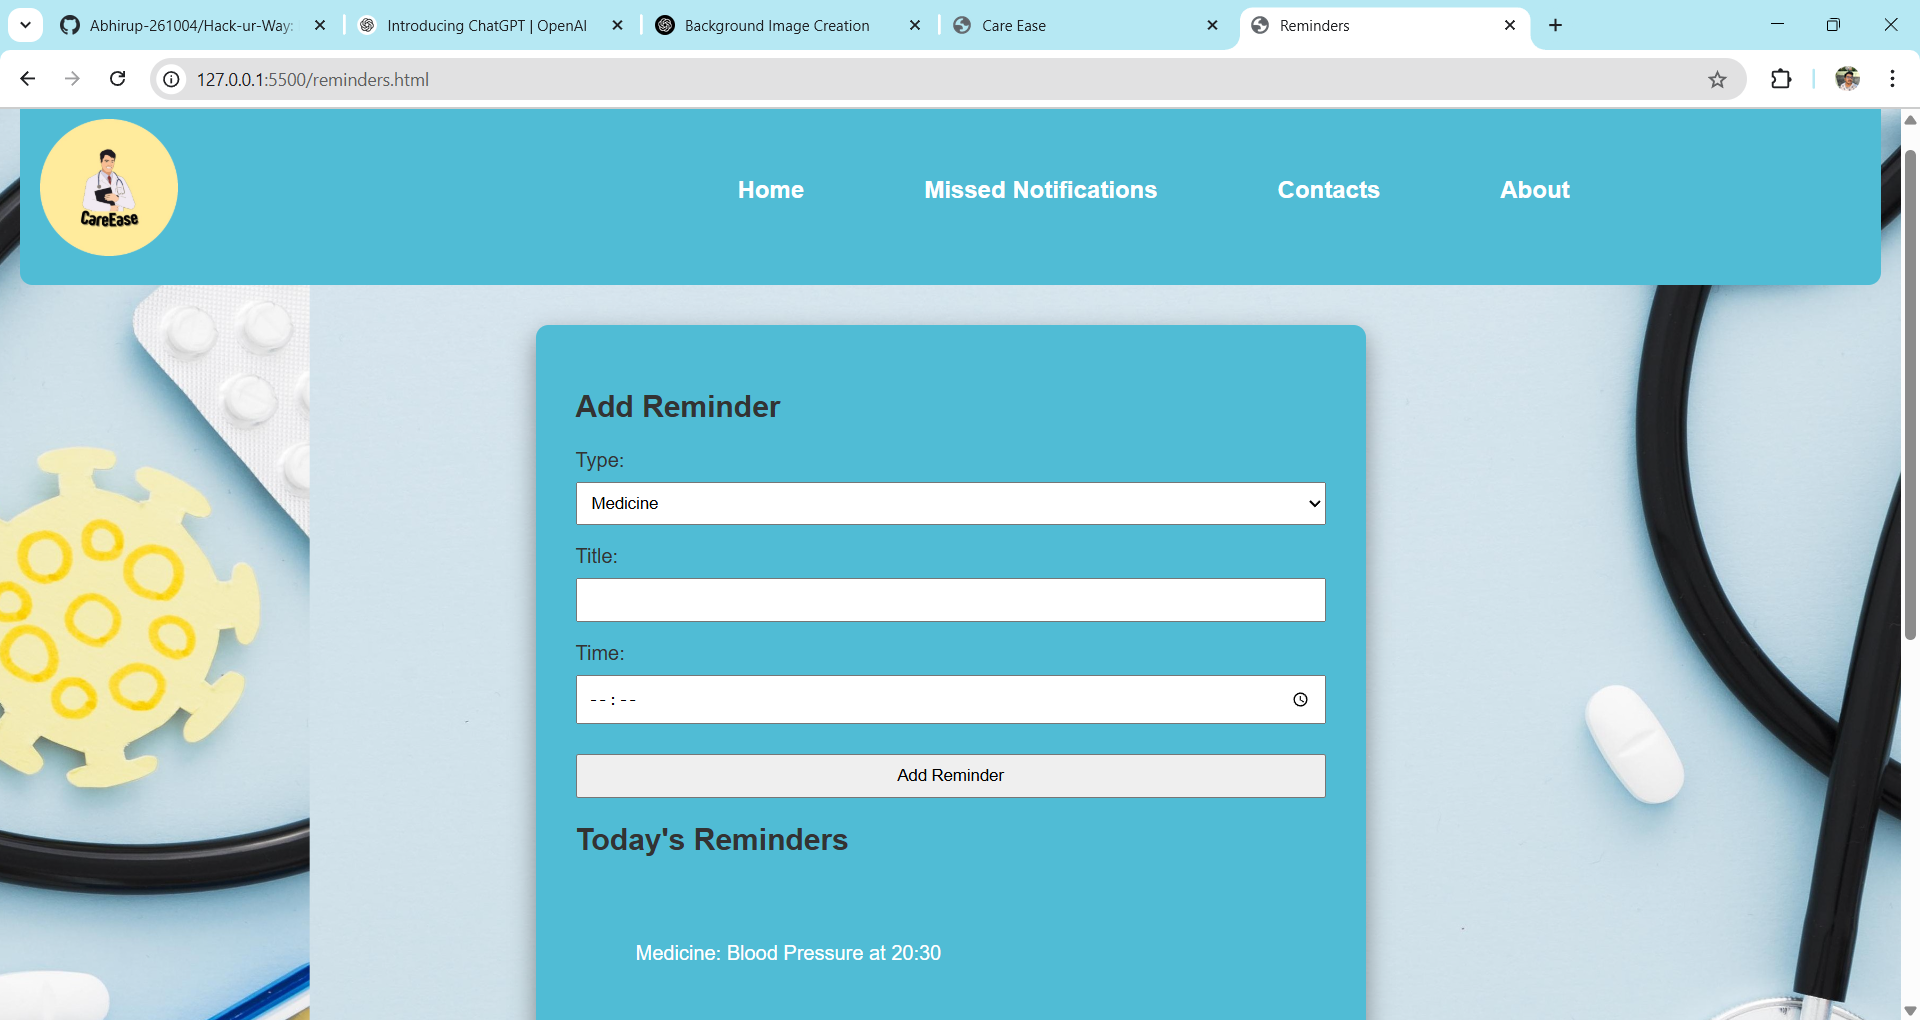 Abhirup-261004/Hack-ur-Way:
Introducing ChatGPT | OpenAI
Background Image Creation
Care Ease
Reminders
127.0.0.1:5500/reminders.html
CareEase
Home
Missed Notifications
Contacts
About
Add Reminder
Type:
Medicine
Title:
Time:
--:--
Add Reminder
Today's Reminders
Medicine: Blood Pressure at 20:30